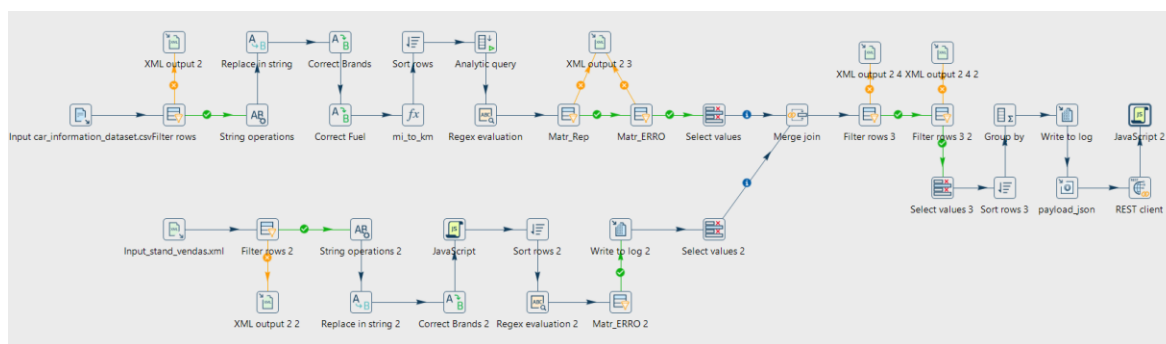 XML output 2
Replace in string
Correct Brands
Sort rows
Analytic query
XML output 2 3
XML output 2 4
XML output 2 4 2
Input car_information_dataset.csv
Filter rows
String operations
Correct Fuel
mi_to_km
Regex evaluation
Matr_Rep
Matr_ERRO
Select values
Merge join
Filter rows 3
Filter rows 3 2
Group by
Write to log
JavaScript 2
Select values 3
Sort rows 3
payload_json
REST client
Input_stand_vendas.xml
Filter rows 2
String operations 2
JavaScript
Sort rows 2
Write to log 2
Select values 2
XML output 2 2
Replace in string 2
Correct Brands 2
Regex evaluation 2
Matr_ERRO 2